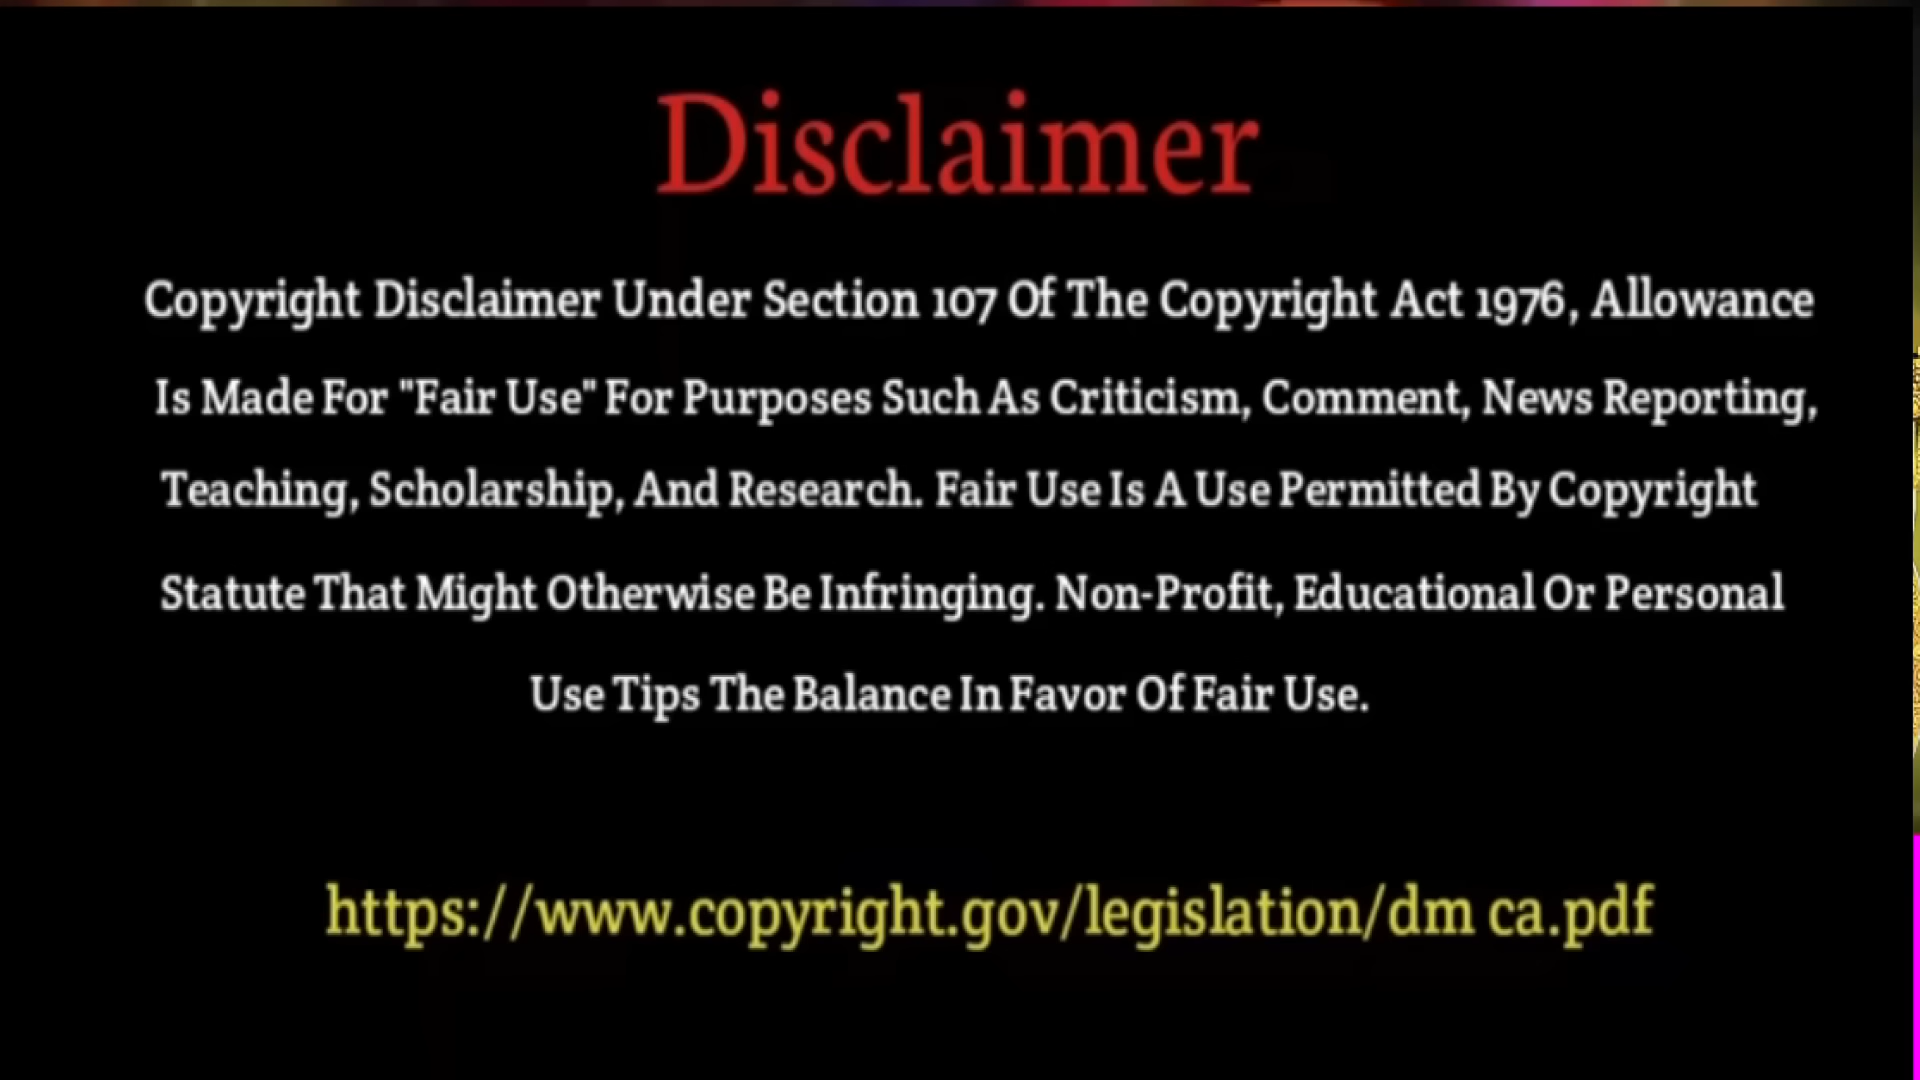 Disclaimer
Copyright Disclaimer Under Section 107 Of The Copyright Act 1976, Allowance
Is Made For "Fair Use" For Purposes Such As Criticism, Comment, News Reporting,
Teaching, Scholarship, And Research. Fair Use Is A Use Permitted By Copyright
Statute That Might Otherwise Be Infringing. Non-Profit, Educational Or Personal
Use Tips The Balance In Favor Of Fair Use.
https://www.copyright.gov/legislation/dm ca.pdf